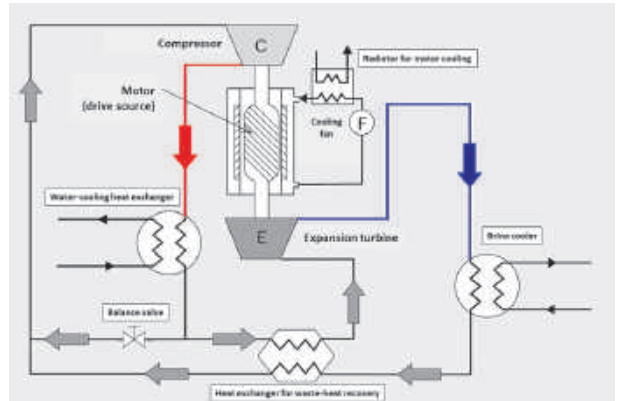 Compressor
C
Radiator for motor cooling
Motor
(drive source)
Cooling
fan
F
Water-cooling heat exchanger
E
Expansion turbine
Brine cooler
Balance valve
Heat exchanger for waste-heat recovery